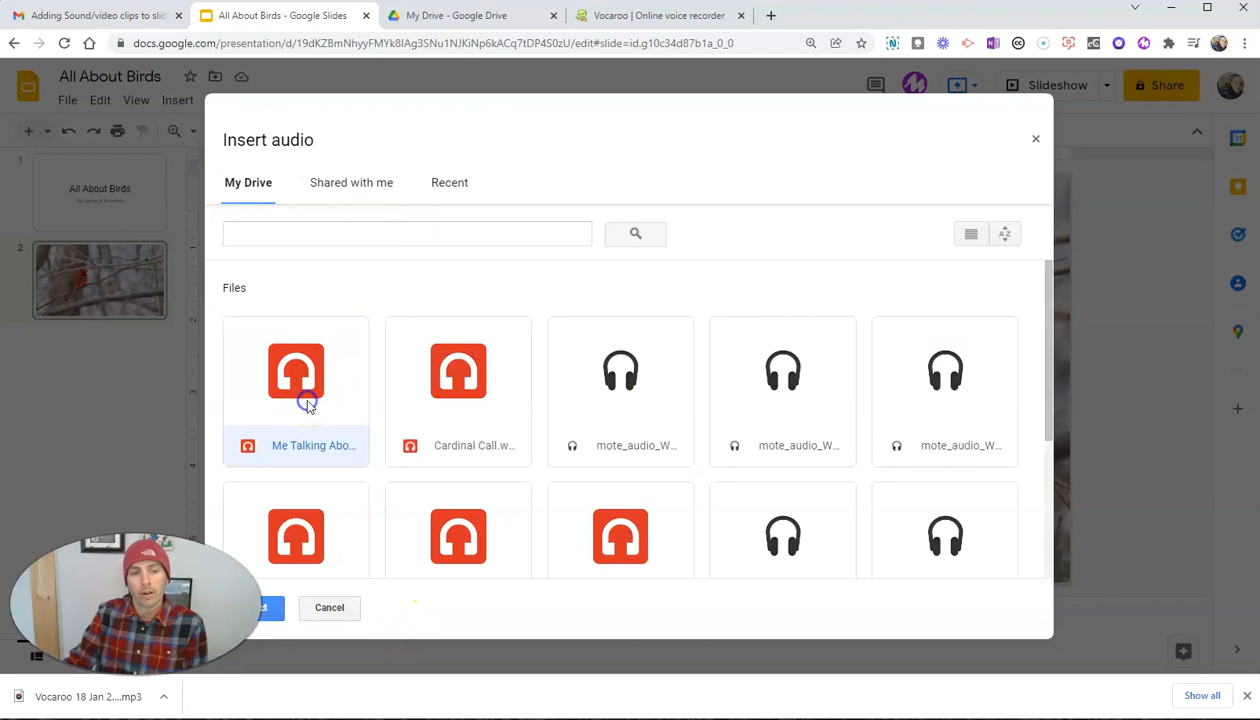 Adding Sound/video clips to slid
All About Birds - Google Slides
My Drive - Google Drive
Vocaroo | Online voice recorder
docs.google.com/presentation/d/19dKZBmNhyyFMYk8IAg3SNu1NJKiNp6kACq7tDP4S0zU/edit#slide=id.g10c34d87b1a_0_0
All About Birds
File Edit View Insert
Slideshow
Share
Insert audio
My Drive Shared with me Recent
1
All About Birds
2
Files
Me Talking Abo...
Cardinal Call.w...
mote_audio_W...
mote_audio_W...
mote_audio_W...
Cancel
Vocaroo 18 Jan 2....mp3
Show all